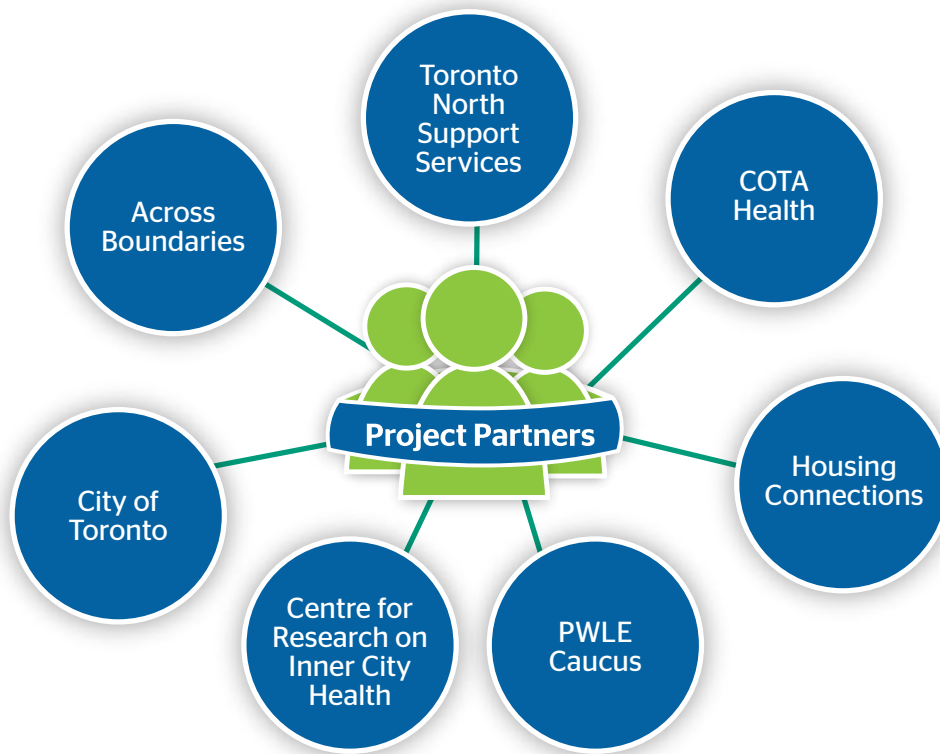 Toronto
North
Support
Services
COTA
Health
Across
Boundaries
Project Partners
Housing
Connections
City of
Toronto
Centre for
Research on
Inner City
Health
PWLE
Caucus